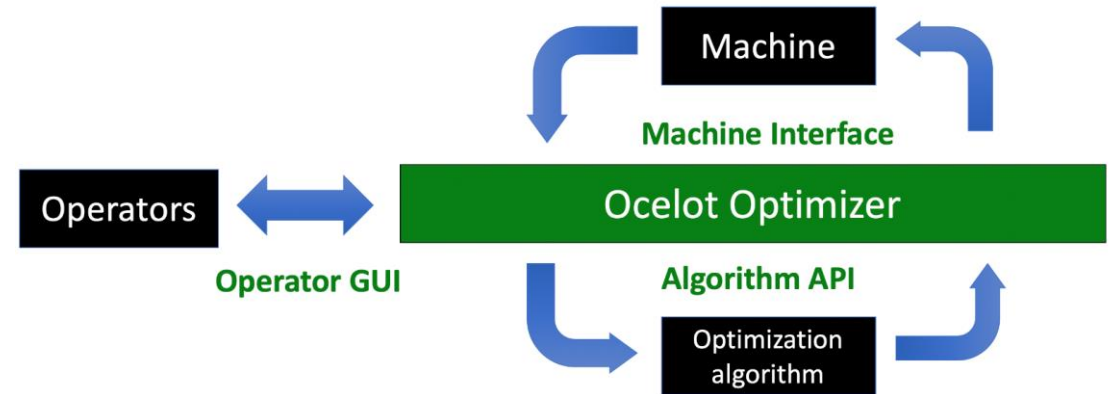 Machine
Machine Interface
Operators
Ocelot Optimizer
Operator GUI
Algorithm API
Optimization
algorithm